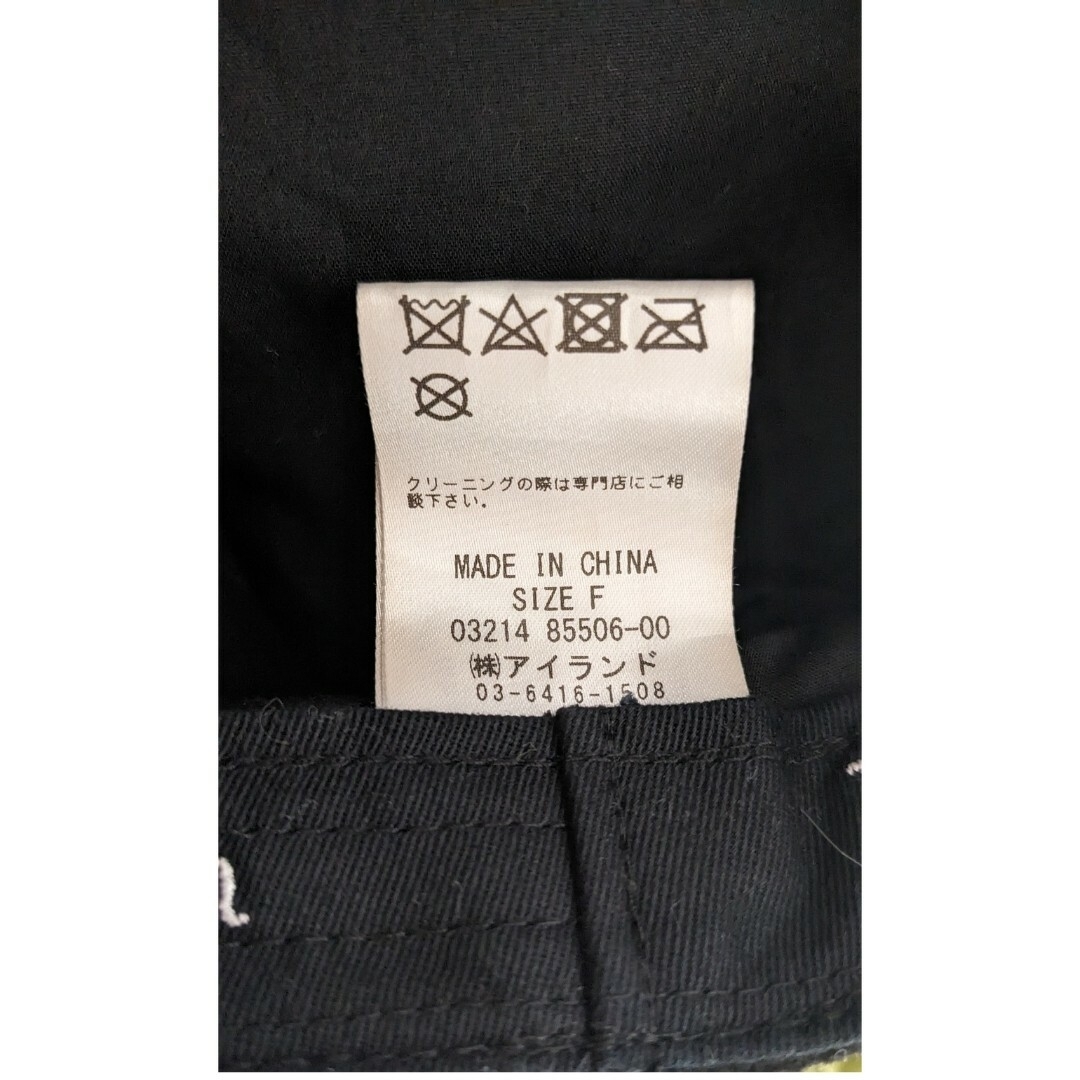 クリーニングの際は専門店にご相
談下さい。
MADE IN CHINA
SIZE F
03214 85506-00
㈱アイランド
03-6416-1508